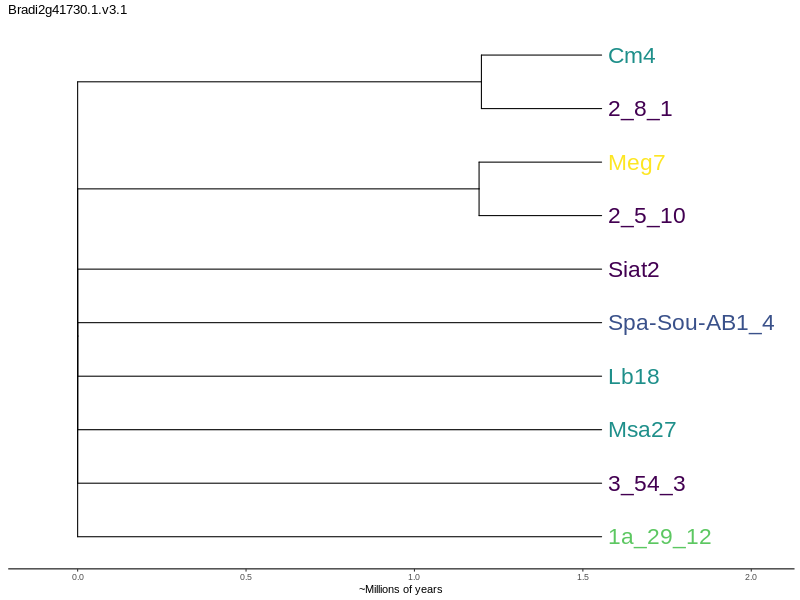 Bradi2g41730.1.v3.1
Cm4
2_8_1
Meg7
2_5_10
Siat2
Spa-Sou-AB1_4
Lb18
Msa27
3_54_3
1a_29_12
0.0 0.5 1.0 1.5 2.0
~Millions of years